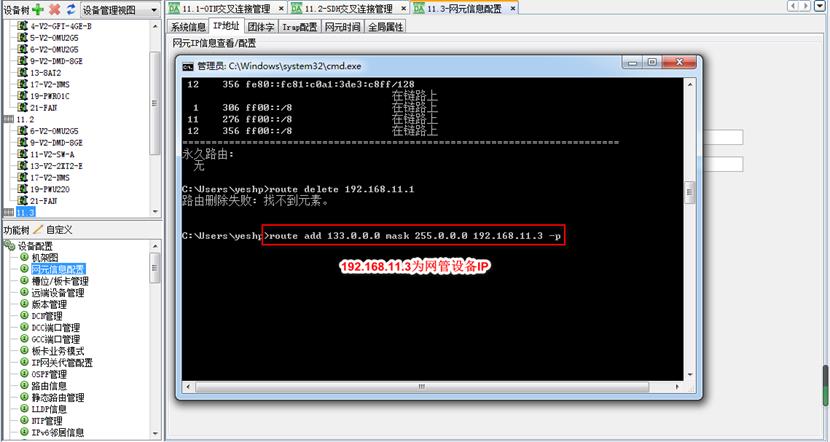 设备树 设备管理视图
4-V2-GFI-4GE-B
5-V2-OMU2G5
6-V2-OMU2G5
9-V2-DMD-8GE
13-8AT2
17-V2-NMS
19-PWR01C
21-FAN
11.2
6-V2-OMU2G5
9-V2-DMD-8GE
11-V2-SW-A
13-V2-2XT2-E
17-V2-NMS
19-PWU220
21-FAN
11.3
功能树 自定义
设备配置
机架图
网元信息配置
槽位/板卡管理
远端设备管理
版本管理
DCN管理
DCC端口管理
GCC端口管理
板卡业务模式
IP网关代管配置
OSPF管理
路由信息
静态路由管理
LLDP信息
NTP管理
IPv6邻居信息
11.1-OTN交叉连接管理 11.2-SDH交叉连接管理 11.3-网元信息配置
系统信息 IP地址 团体字 Trap配置 网元时间 全局属性
网元IP信息查看/配置
管理员: C:\Windows\system32\cmd.exe
12 356 fe80::fc81:c0a1:3de3:c8ff/128
在链路上
1 306 ff00::/8 在链路上
11 276 ff00::/8 在链路上
12 356 ff00::/8 在链路上
===========================================================================
永久路由:
无
C:\Users\yeshp>route delete 192.168.11.1
路由删除失败: 找不到元素。
C:\Users\yeshp>route add 133.0.0.0 mask 255.0.0.0 192.168.11.3 -p
192.168.11.3为网管设备IP